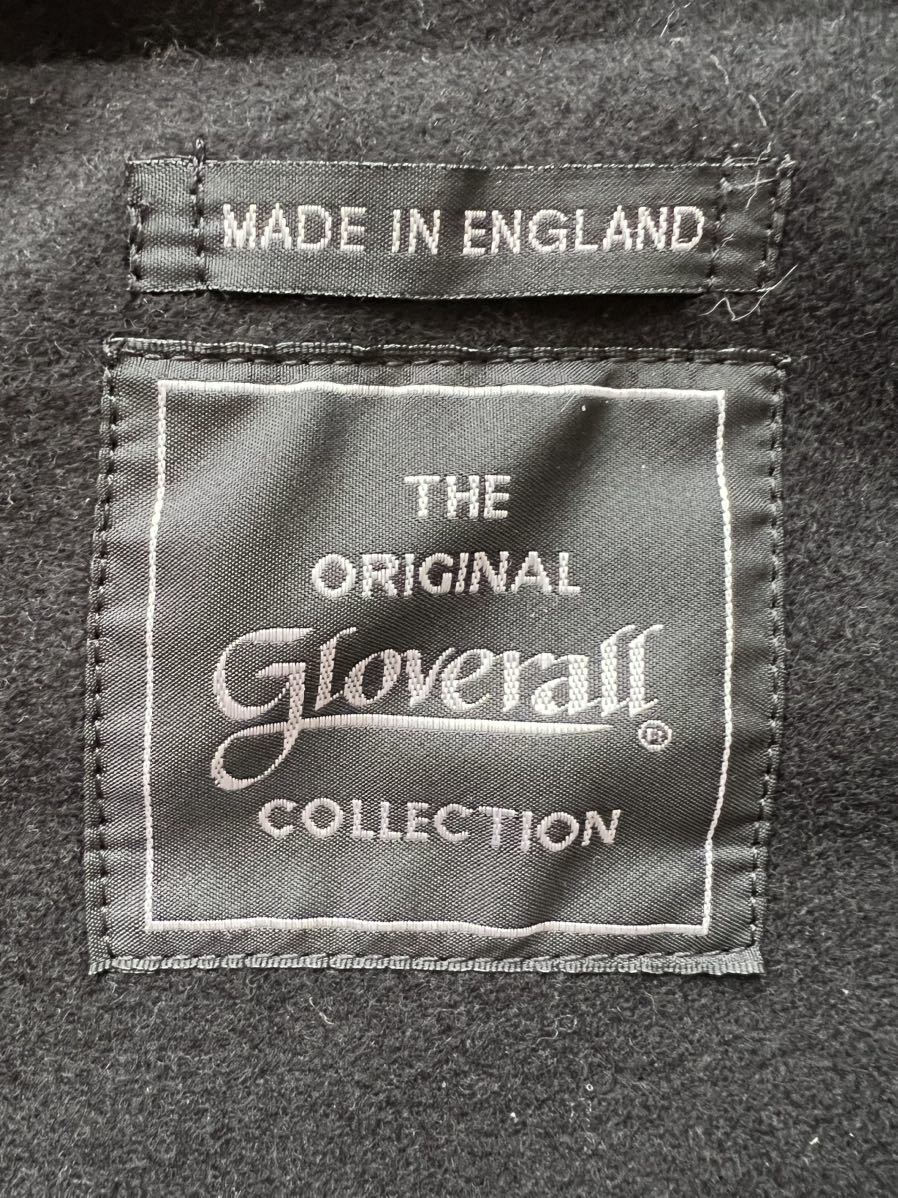 MADE IN ENGLAND
THE
ORIGINAL
Gloverall®
COLLECTION